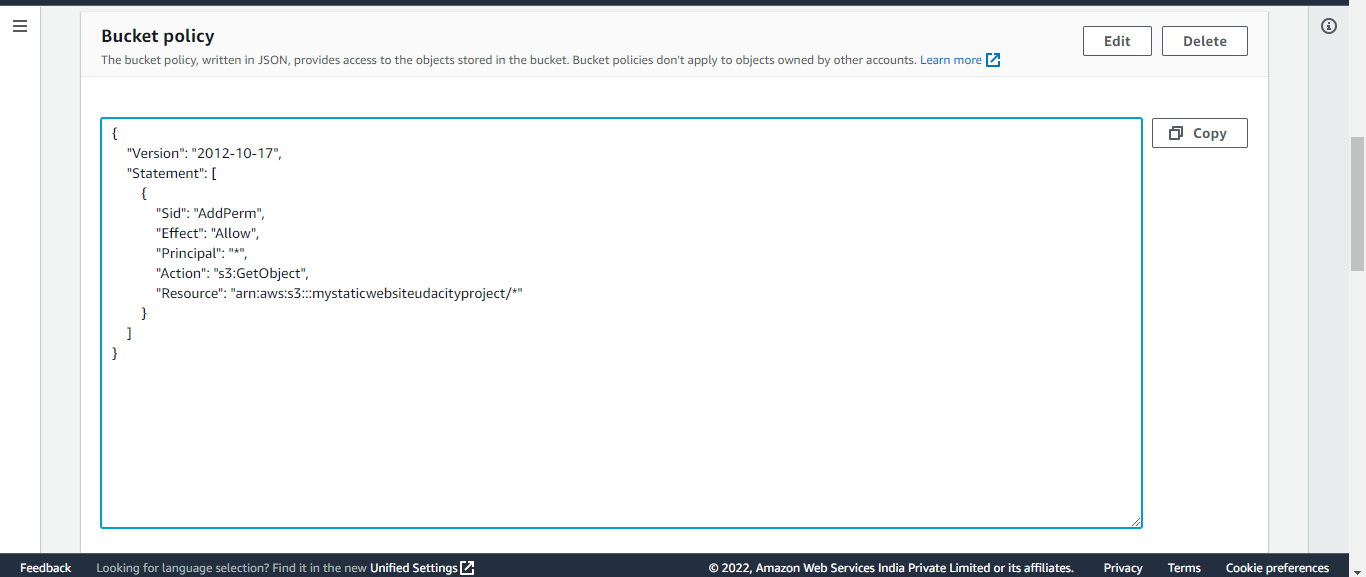 Bucket policy
Edit
Delete
The bucket policy, written in JSON, provides access to the objects stored in the bucket. Bucket policies don't apply to objects owned by other accounts. Learn more
Copy
{
"Version": "2012-10-17",
"Statement": [
{
"Sid": "AddPerm",
"Effect": "Allow",
"Principal": "*",
"Action": "s3:GetObject",
"Resource": "arn:aws:s3:::mystaticwebsiteudacityproject/*"
}
]
}
Feedback
Looking for language selection? Find it in the new Unified Settings
© 2022, Amazon Web Services India Private Limited or its affiliates.
Privacy
Terms
Cookie preferences